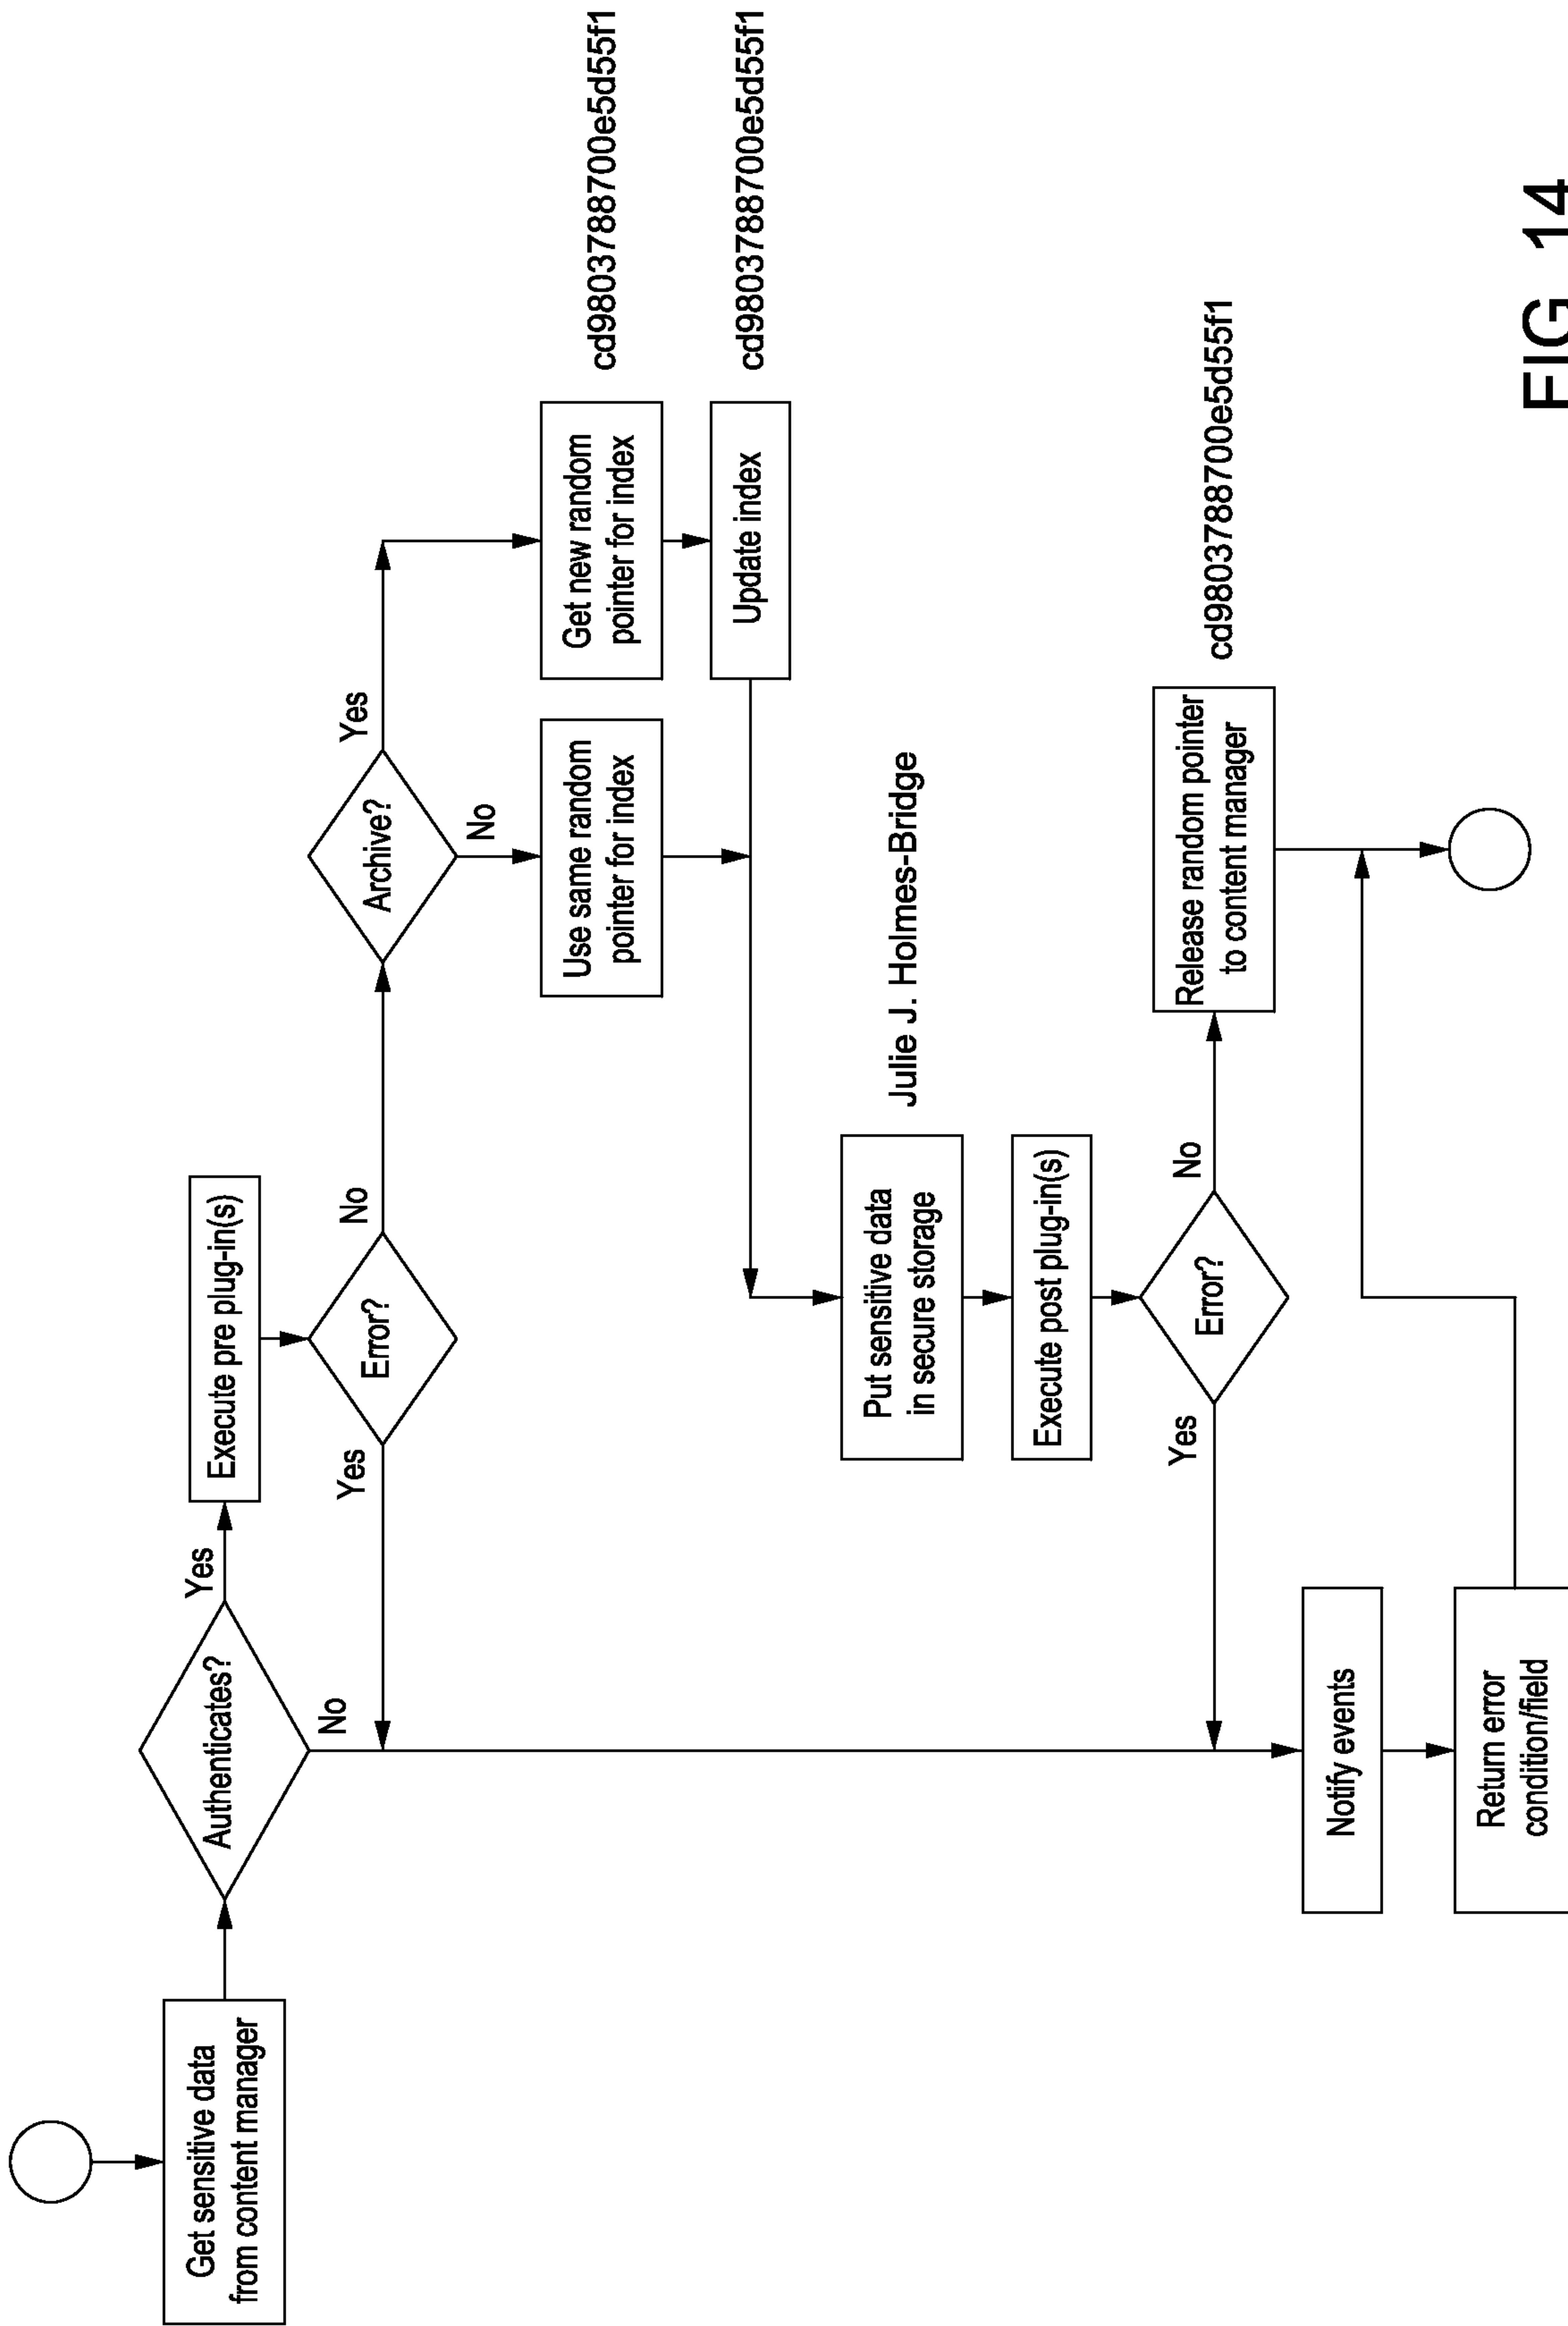 Get sensitive data
from content manager
Authenticates?
Yes
No
Execute pre plug-in(s)
Error?
Yes
No
Archive?
Yes
No
Use same random
pointer for index
Get new random
pointer for index
cd9803788700e5d55f1
Update index
cd9803788700e5d55f1
Put sensitive data
in secure storage
Julie J. Holmes-Bridge
Execute post plug-in(s)
Error?
Yes
No
Release random pointer
to content manager
cd9803788700e5d55f1
Notify events
Return error
condition/field
FIG. 14